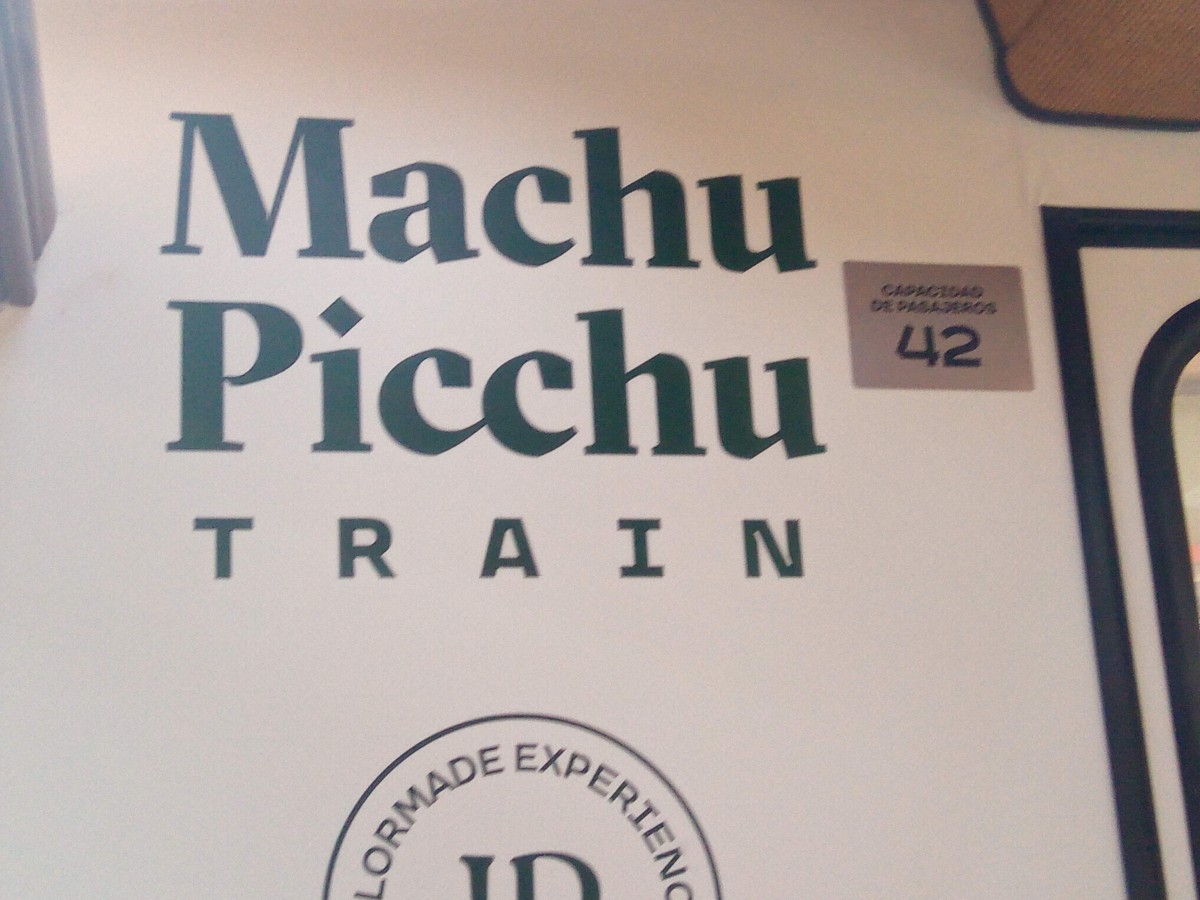 Machu
Picchu
TRAIN
CAPACIDAD
DE PASAJEROS
42
LORMADE EXPERIENC